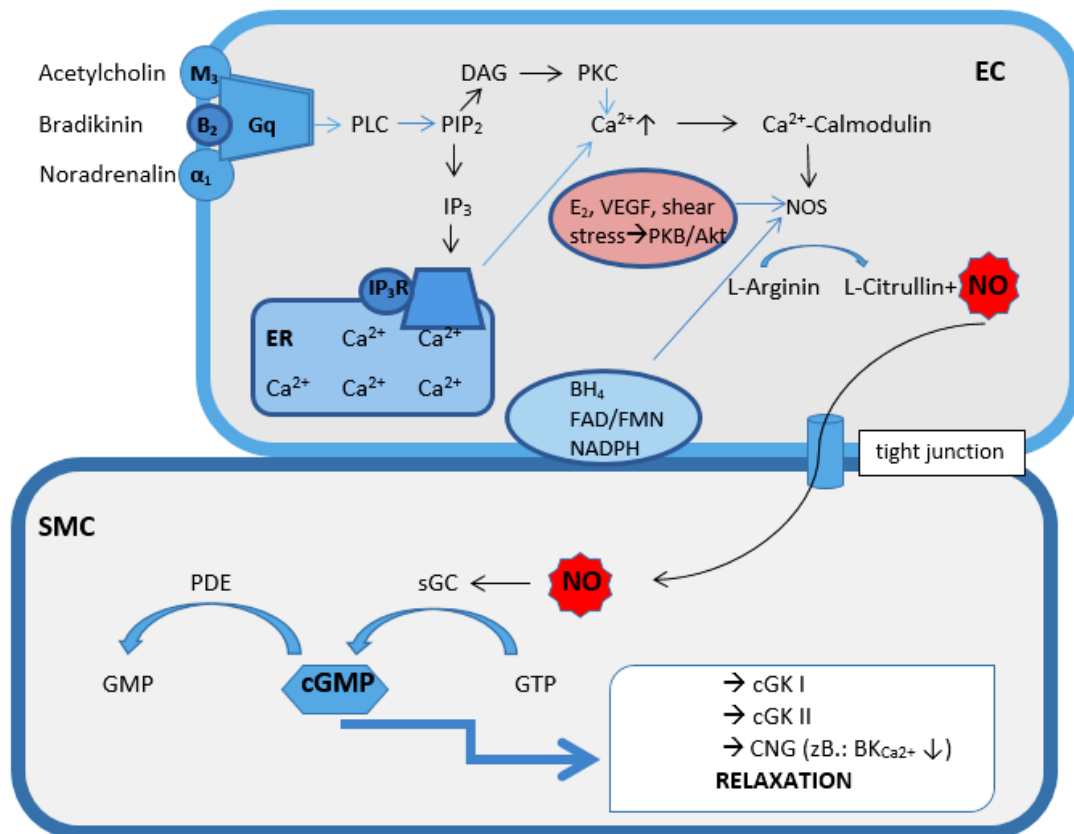 EC
Acetylcholin
M₃
DAG → PKC
Bradikinin
B₂
Gq
→ PLC → PIP₂
Ca²⁺↑ → Ca²⁺-Calmodulin
Noradrenalin
α₁
IP₃
E₂, VEGF, shear
stress→PKB/Akt
NOS
IP₃R
L-Arginin
L-Citrullin+
NO
ER
Ca²⁺
Ca²⁺
Ca²⁺
Ca²⁺
Ca²⁺
BH₄
FAD/FMN
NADPH
tight junction
SMC
PDE
sGC
NO
GMP
cGMP
GTP
→ cGK I
→ cGK II
→ CNG (zB.: BK_Ca2+ ↓)
RELAXATION